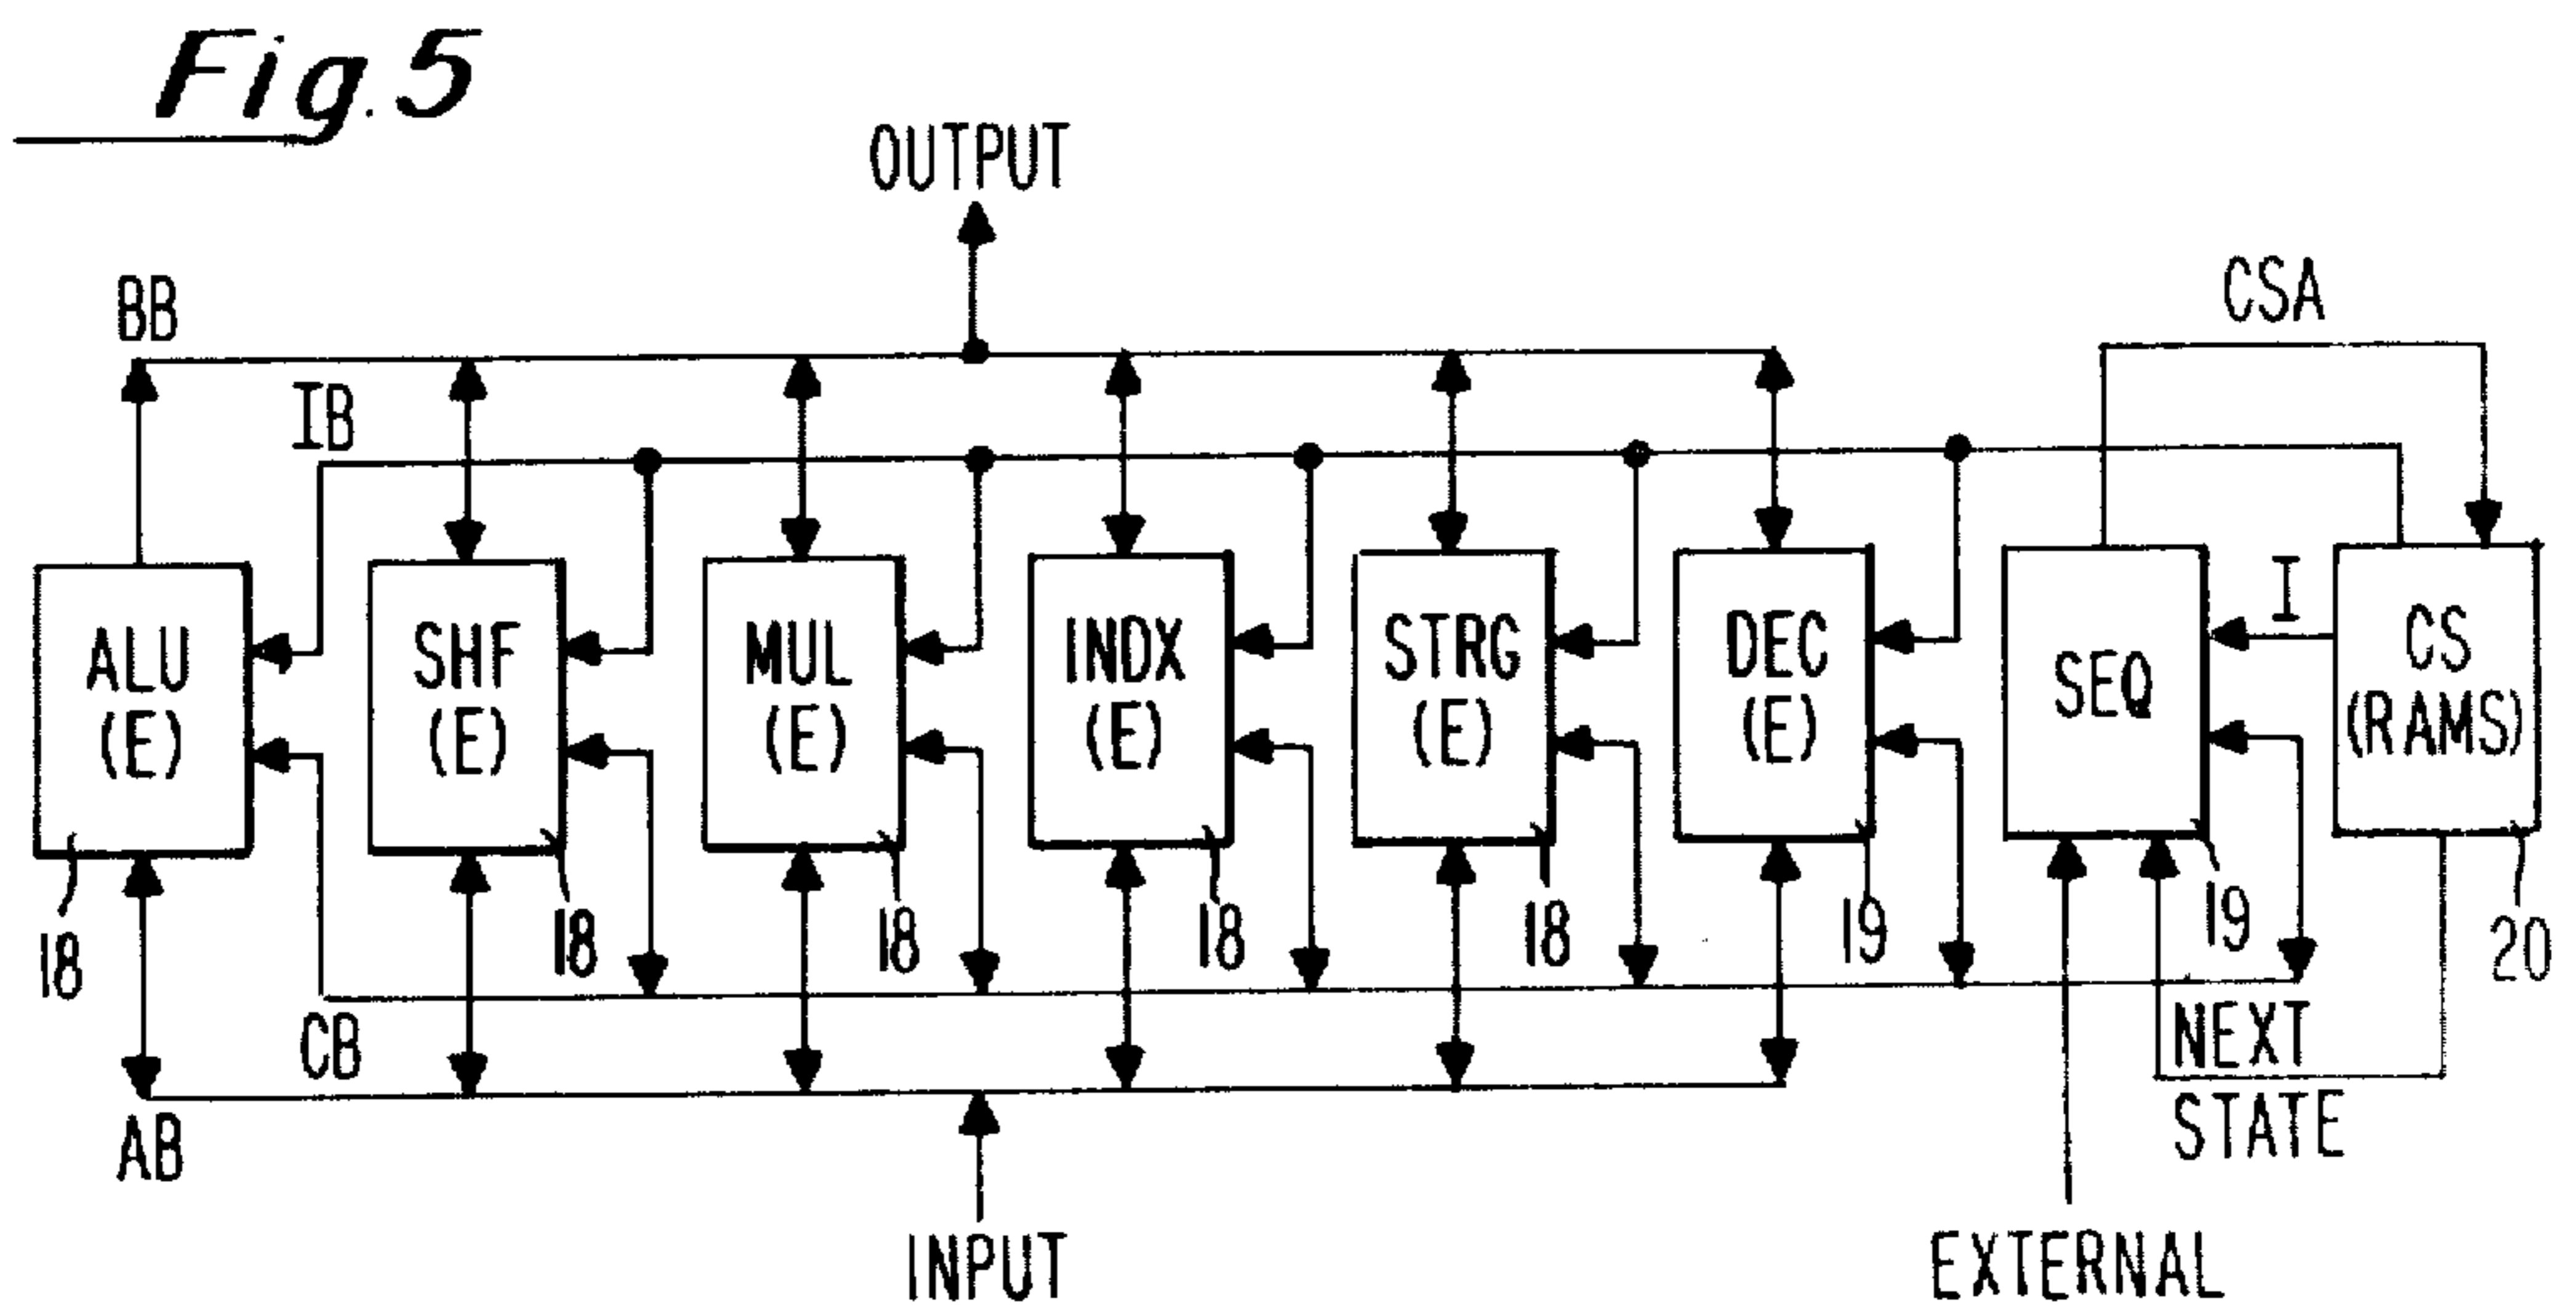 Fig. 5
OUTPUT
BB
CSA
IB
I
ALU
(E)
SHF
(E)
MUL
(E)
INDX
(E)
STRG
(E)
DEC
(E)
SEQ
CS
(RAMS)
18
18
18
18
18
19
19
20
CB
NEXT
STATE
AB
INPUT
EXTERNAL